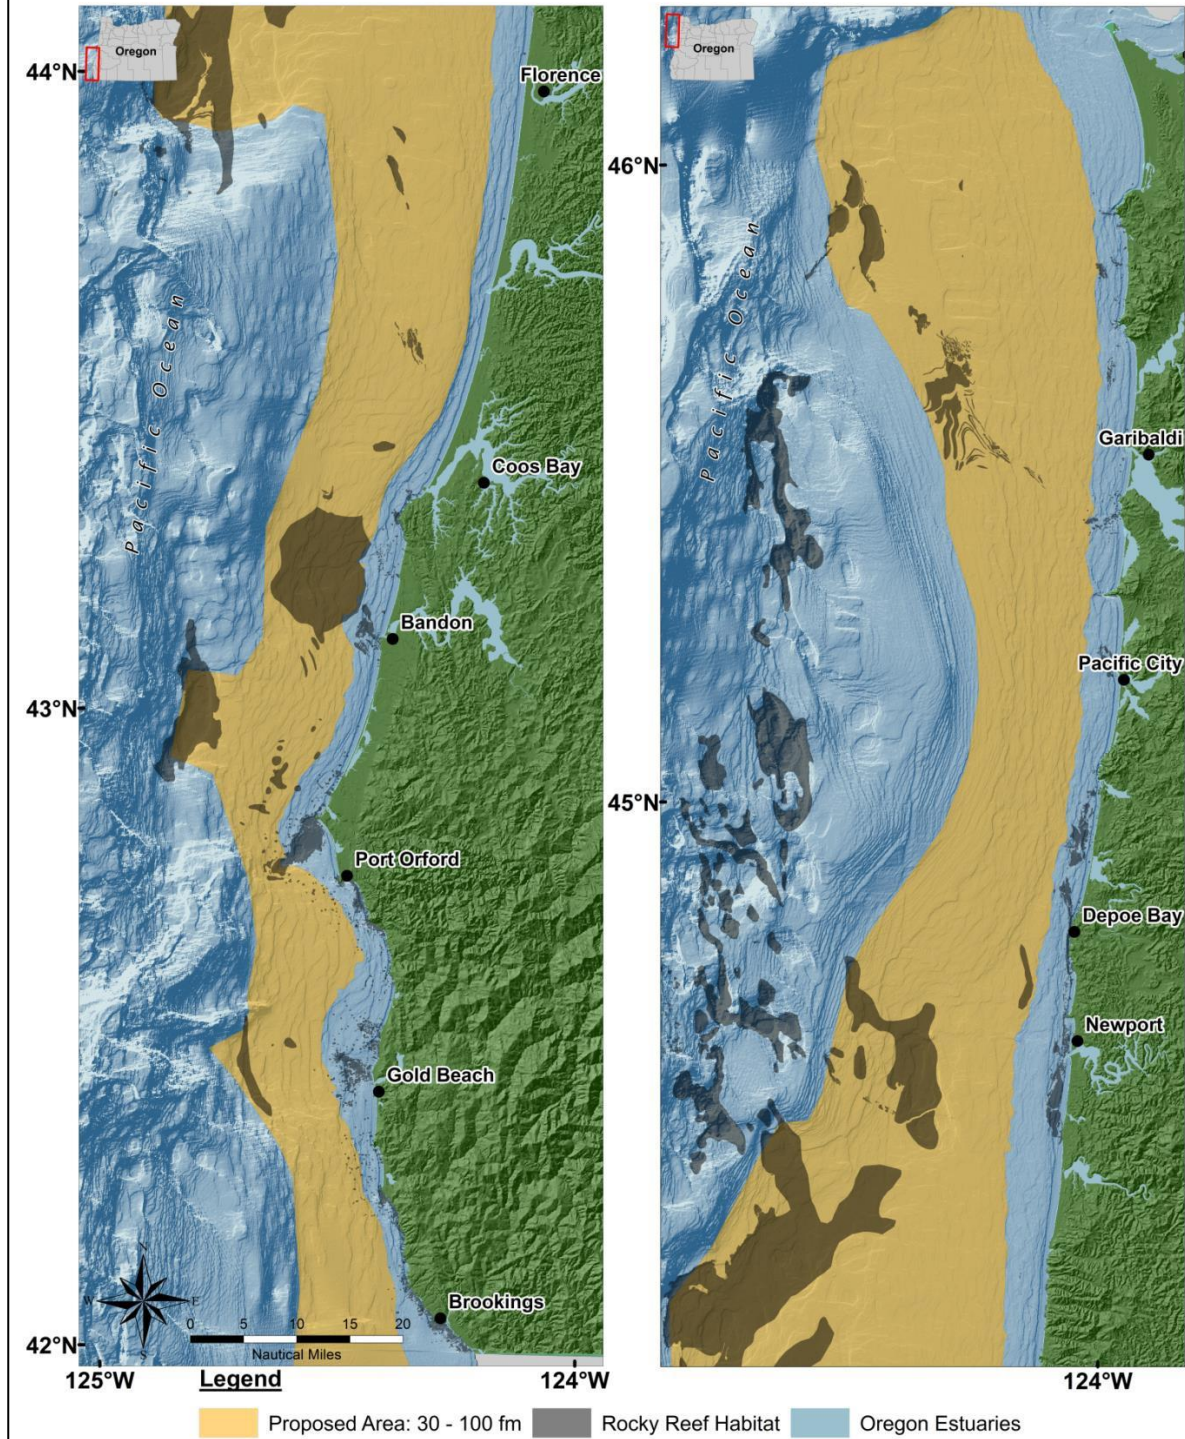 Oregon
44°N
Florence
Pacific Ocean
Coos Bay
Bandon
43°N
Port Orford
Gold Beach
Brookings
N
W E
S
0 5 10 15 20
Nautical Miles
42°N
125°W
124°W
Oregon
46°N
Pacific Ocean
Garibaldi
Pacific City
45°N
Depoe Bay
Newport
124°W
Legend
Proposed Area: 30 - 100 fm
Rocky Reef Habitat
Oregon Estuaries